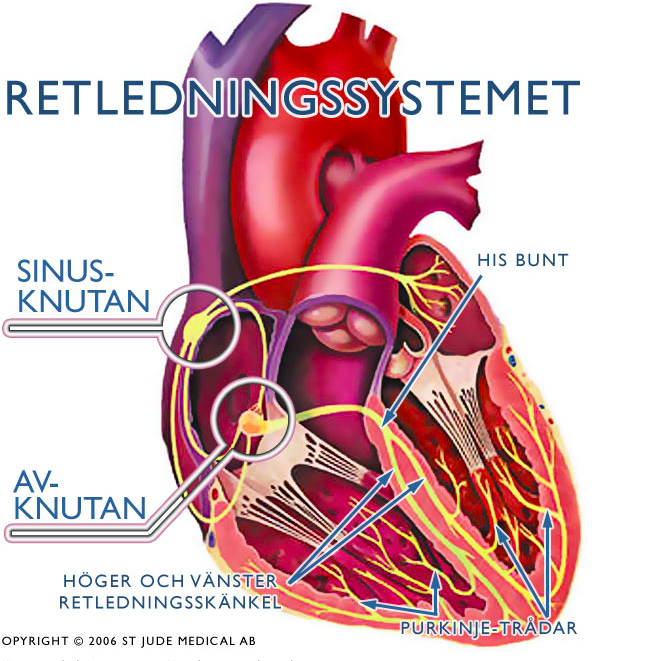 RETLEDNINGSSYSTEMET
HIS BUNT
SINUS-
KNUTAN
AV-
KNUTAN
HÖGER OCH VÄNSTER
RETLEDNINGSSKÄNKEL
PURKINJE-TRÅDAR
OPYRIGHT © 2006 ST JUDE MEDICAL AB